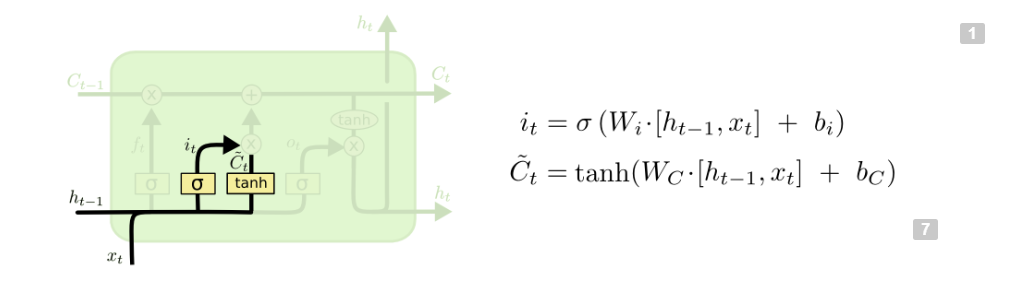 h_t
1
C_{t-1} × + C_t
tanh
i_t = σ (W_i·[h_{t-1}, x_t] + b_i)
f_t i_t × o_t ×
C̃_t
C̃_t = tanh(W_C·[h_{t-1}, x_t] + b_C)
σ σ tanh σ
h_{t-1} h_t
7
x_t